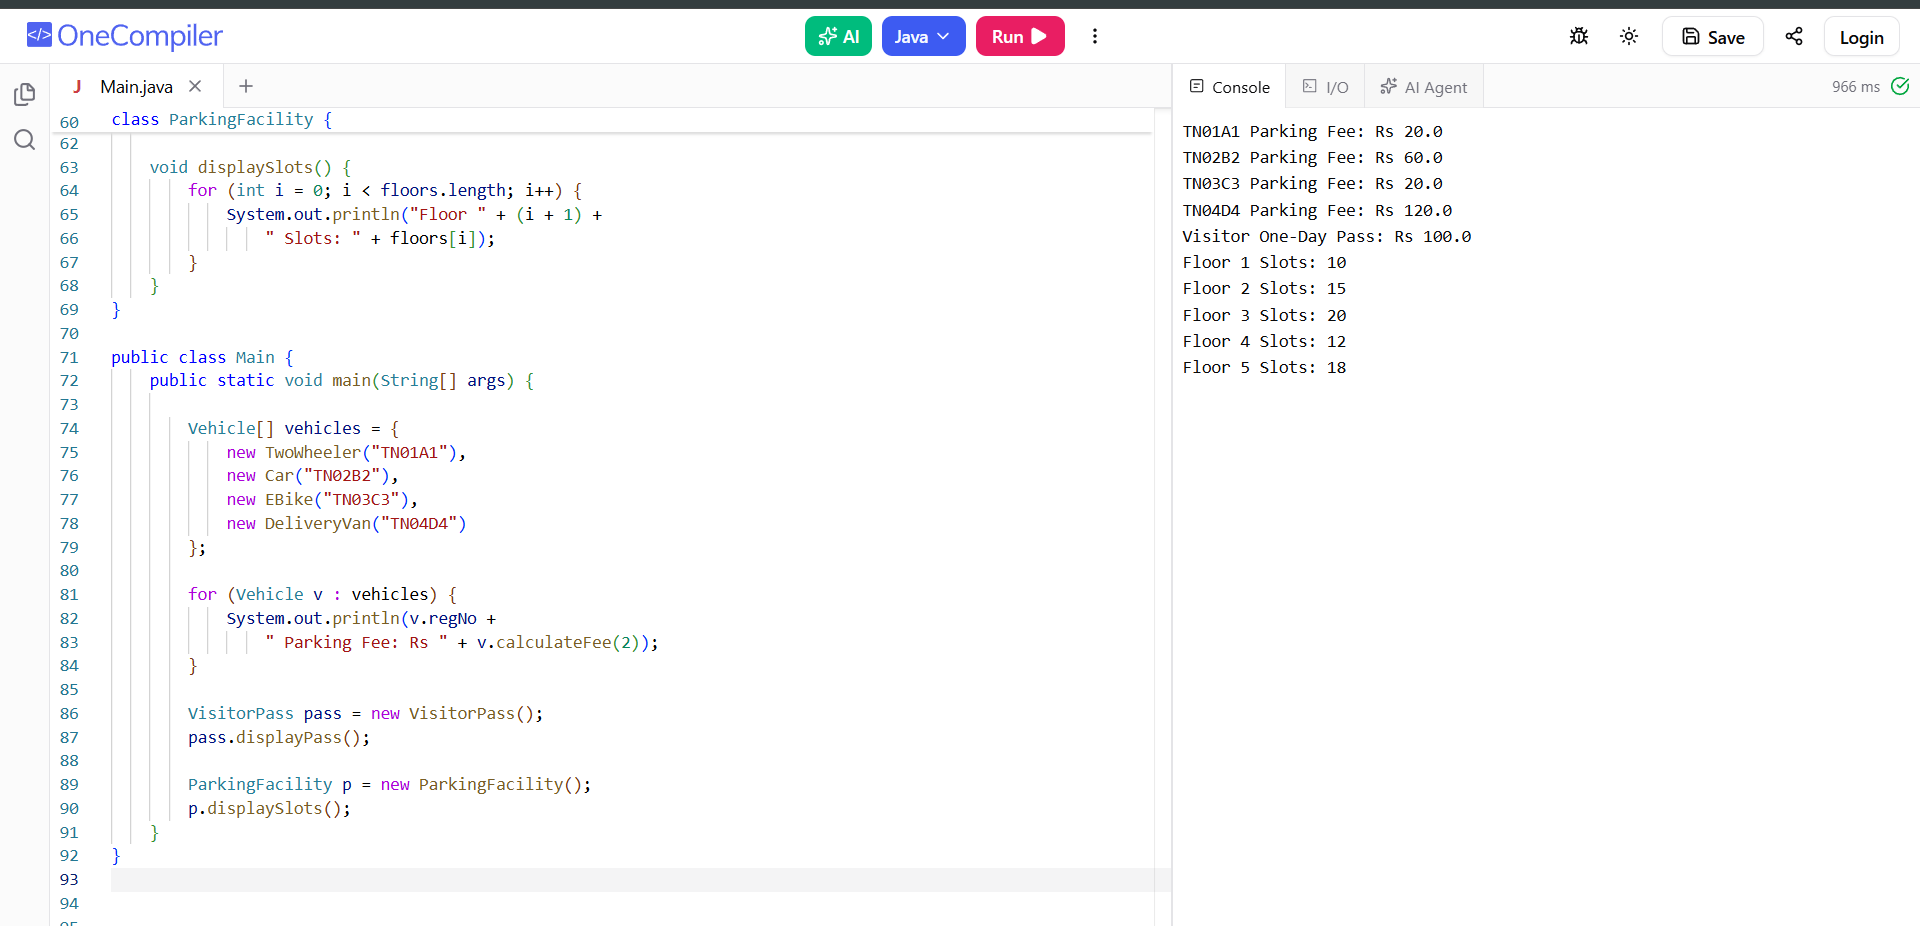 </> OneCompiler
AI
Java
Run
Save
Login
J Main.java
Console
I/O
AI Agent
966 ms
60 class ParkingFacility {
62
63     void displaySlots() {
64         for (int i = 0; i < floors.length; i++) {
65             System.out.println("Floor " + (i + 1) +
66                 " Slots: " + floors[i]);
67         }
68     }
69 }
70
71 public class Main {
72     public static void main(String[] args) {
73
74         Vehicle[] vehicles = {
75             new TwoWheeler("TN01A1"),
76             new Car("TN02B2"),
77             new EBike("TN03C3"),
78             new DeliveryVan("TN04D4")
79         };
80
81         for (Vehicle v : vehicles) {
82             System.out.println(v.regNo +
83                 " Parking Fee: Rs " + v.calculateFee(2));
84         }
85
86         VisitorPass pass = new VisitorPass();
87         pass.displayPass();
88
89         ParkingFacility p = new ParkingFacility();
90         p.displaySlots();
91     }
92 }
93
94
TN01A1 Parking Fee: Rs 20.0
TN02B2 Parking Fee: Rs 60.0
TN03C3 Parking Fee: Rs 20.0
TN04D4 Parking Fee: Rs 120.0
Visitor One-Day Pass: Rs 100.0
Floor 1 Slots: 10
Floor 2 Slots: 15
Floor 3 Slots: 20
Floor 4 Slots: 12
Floor 5 Slots: 18